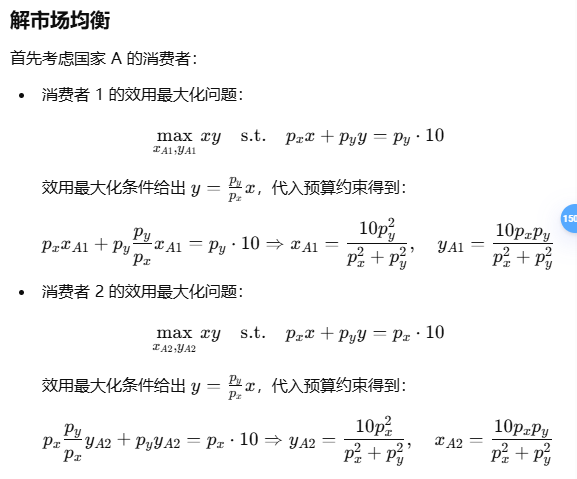 解市场均衡
首先考虑国家 A 的消费者：
• 消费者 1 的效用最大化问题：
$\max_{x_{A1},y_{A1}} xy \quad \text{s.t.} \quad p_x x + p_y y = p_y \cdot 10$
效用最大化条件给出 $y = \frac{p_y}{p_x} x$，代入预算约束得到：
$p_x x_{A1} + p_y \frac{p_y}{p_x} x_{A1} = p_y \cdot 10 \Rightarrow x_{A1} = \frac{10p_y^2}{p_x^2 + p_y^2}, \quad y_{A1} = \frac{10p_x p_y}{p_x^2 + p_y^2}$
• 消费者 2 的效用最大化问题：
$\max_{x_{A2},y_{A2}} xy \quad \text{s.t.} \quad p_x x + p_y y = p_x \cdot 10$
效用最大化条件给出 $y = \frac{p_y}{p_x} x$，代入预算约束得到：
$p_x \frac{p_y}{p_x} y_{A2} + p_y y_{A2} = p_x \cdot 10 \Rightarrow y_{A2} = \frac{10p_x^2}{p_x^2 + p_y^2}, \quad x_{A2} = \frac{10p_x p_y}{p_x^2 + p_y^2}$